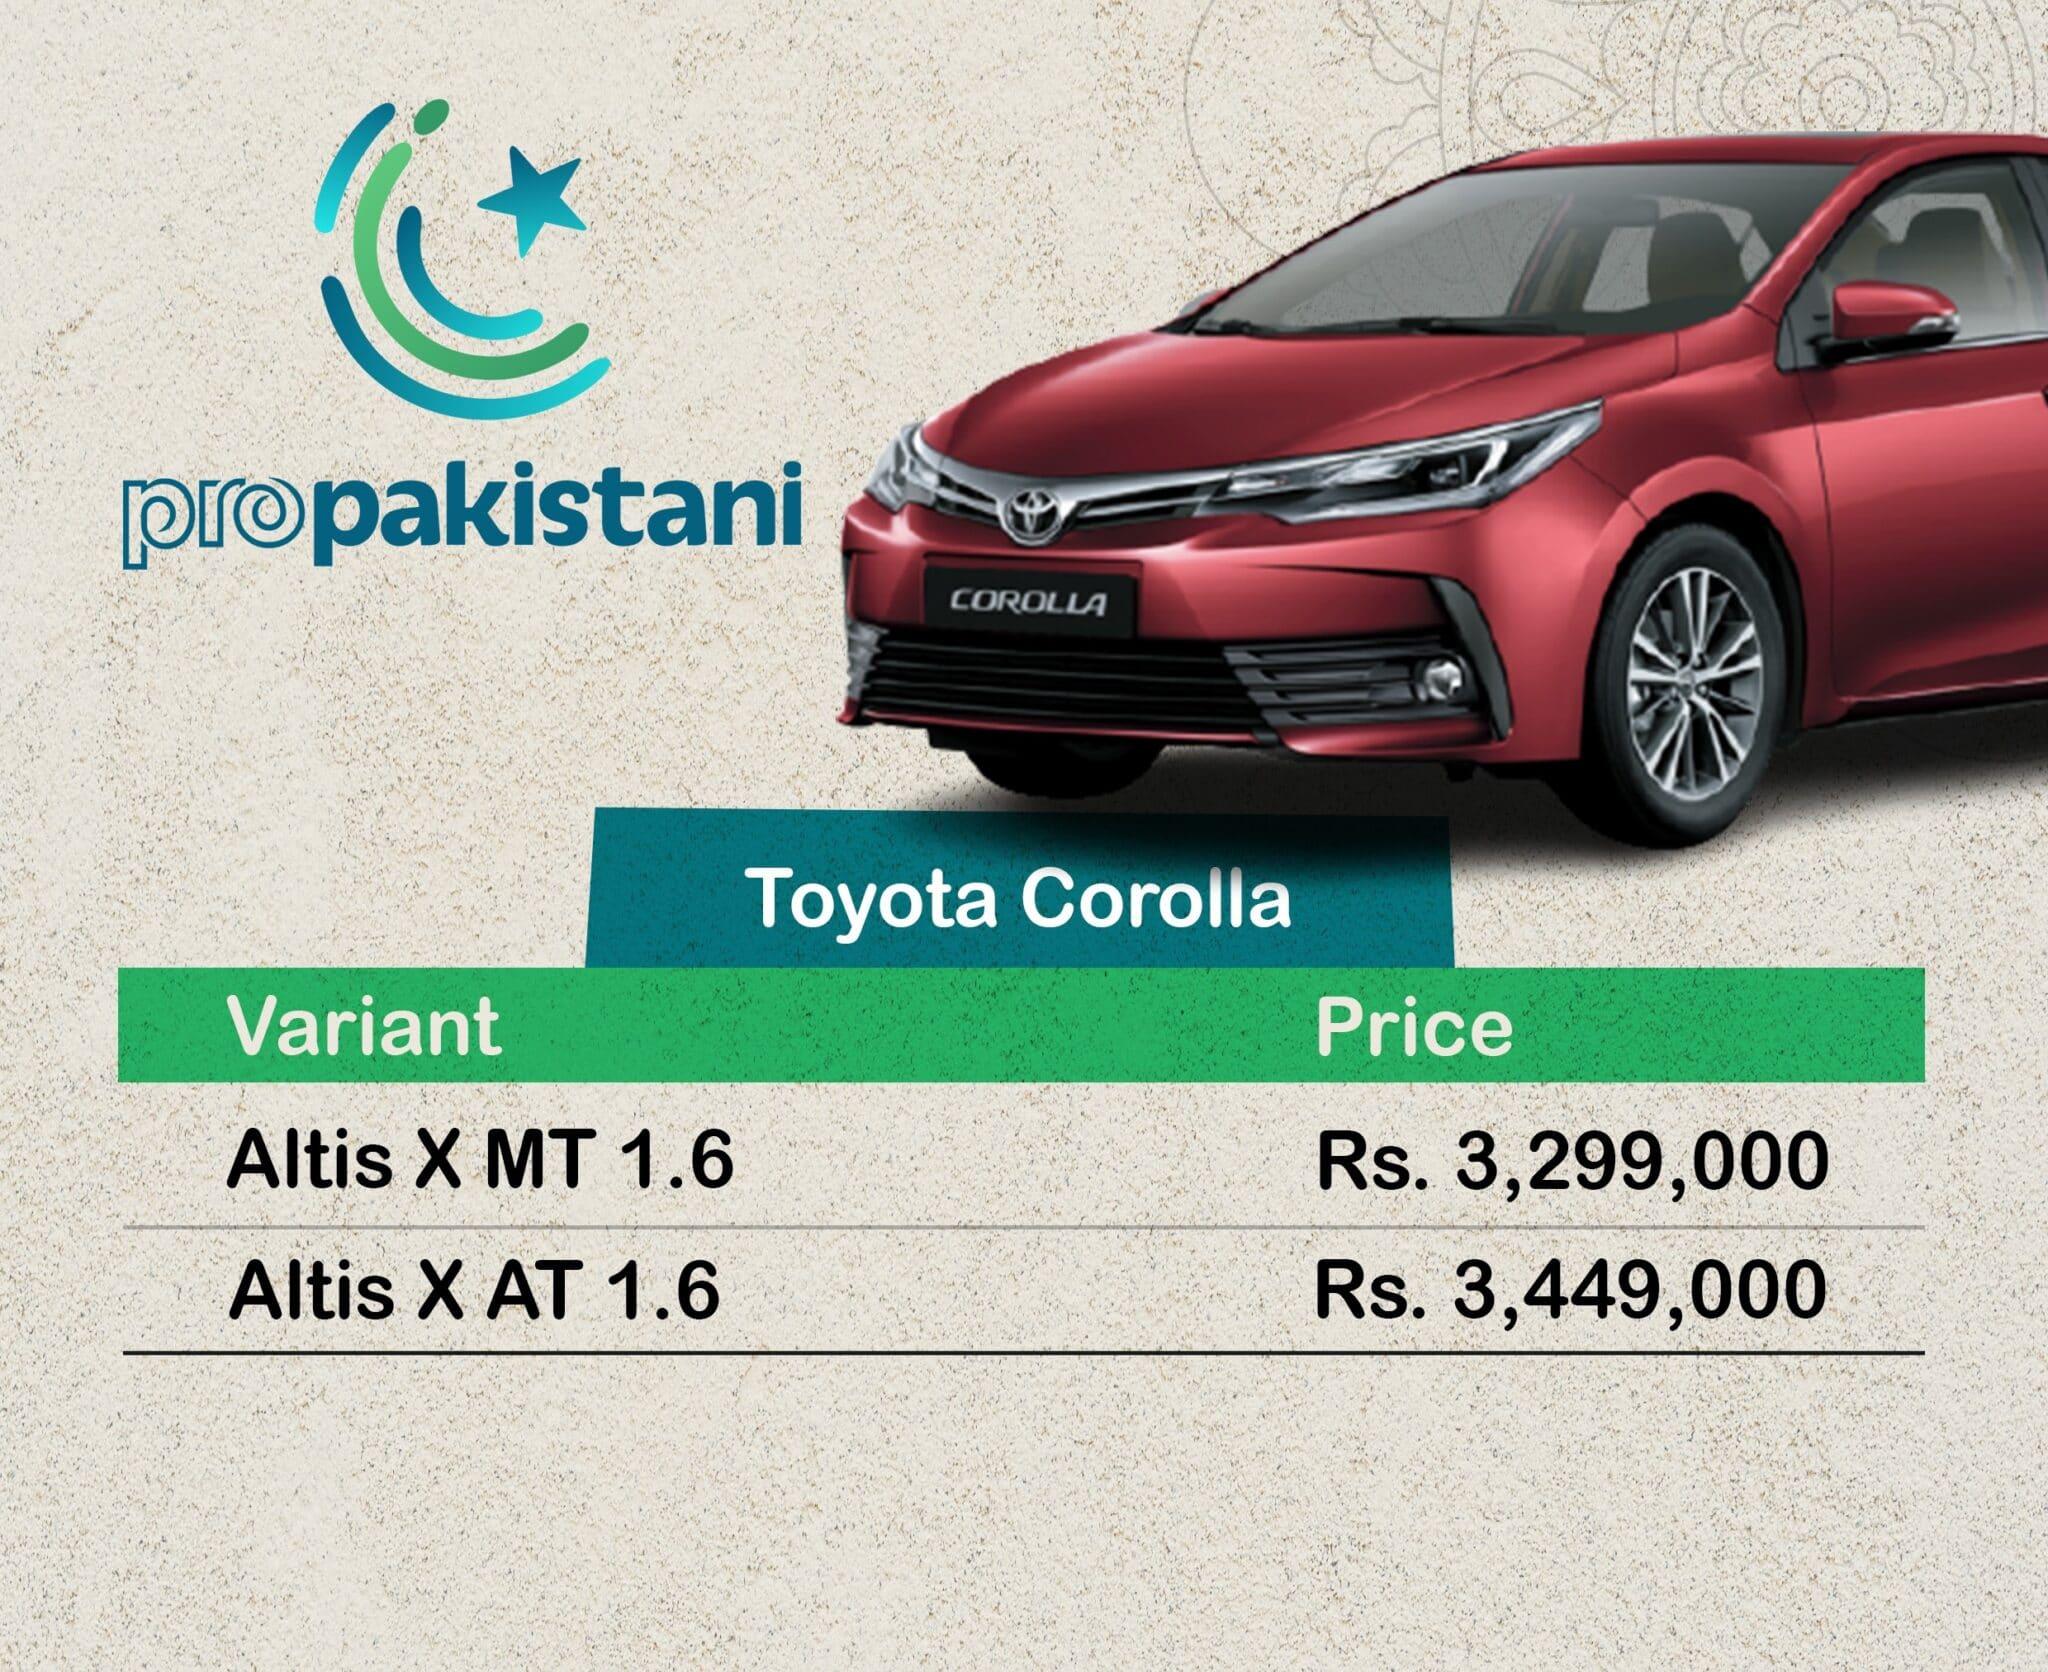 propakistani
COROLLA
Toyota Corolla
Variant Price
Altis X MT 1.6 Rs. 3,299,000
Altis X AT 1.6 Rs. 3,449,000